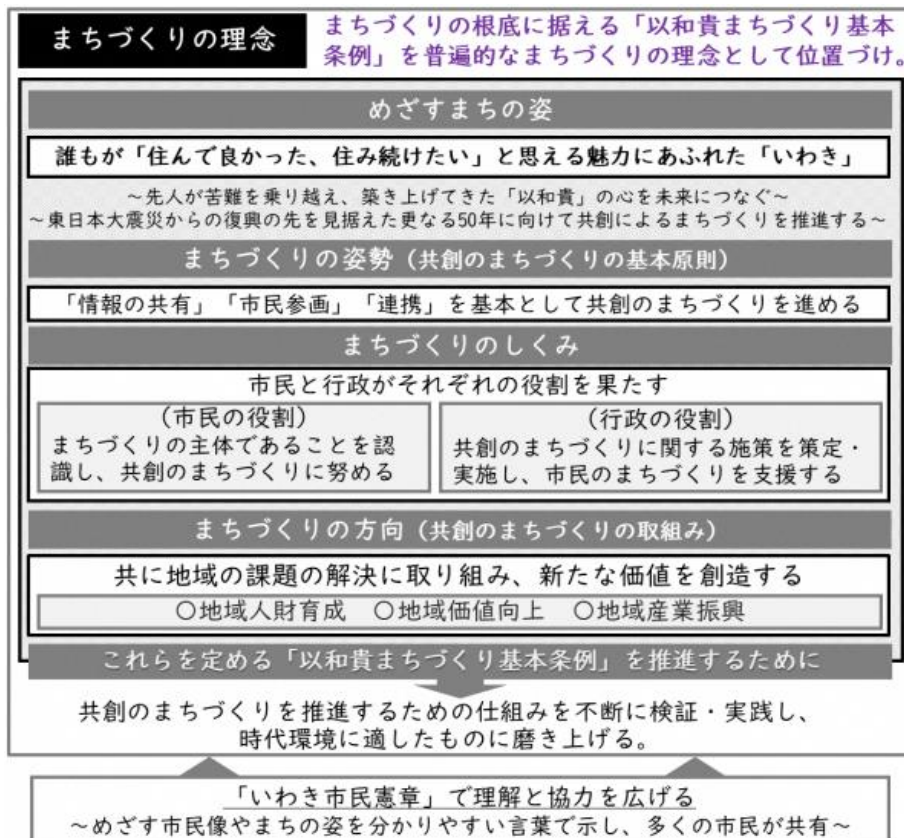 まちづくりの理念
まちづくりの根底に据える「以和貴まちづくり基本
条例」を普遍的なまちづくりの理念として位置づけ。
めざすまちの姿
誰もが「住んで良かった、住み続けたい」と思える魅力にあふれた「いわき」
～先人が苦難を乗り越え、築き上げてきた「以和貴」の心を未来につなぐ～
～東日本大震災からの復興の先を見据えた更なる50年に向けて共創によるまちづくりを推進する～
まちづくりの姿勢（共創のまちづくりの基本原則）
「情報の共有」「市民参画」「連携」を基本として共創のまちづくりを進める
まちづくりのしくみ
市民と行政がそれぞれの役割を果たす
（市民の役割）
まちづくりの主体であることを認
識し、共創のまちづくりに努める
（行政の役割）
共創のまちづくりに関する施策を策定・
実施し、市民のまちづくりを支援する
まちづくりの方向（共創のまちづくりの取組み）
共に地域の課題の解決に取り組み、新たな価値を創造する
○地域人財育成　○地域価値向上　○地域産業振興
これらを定める「以和貴まちづくり基本条例」を推進するために
共創のまちづくりを推進するための仕組みを不断に検証・実践し、
時代環境に適したものに磨き上げる。
「いわき市民憲章」で理解と協力を広げる
～めざす市民像やまちの姿を分かりやすい言葉で示し、多くの市民が共有～